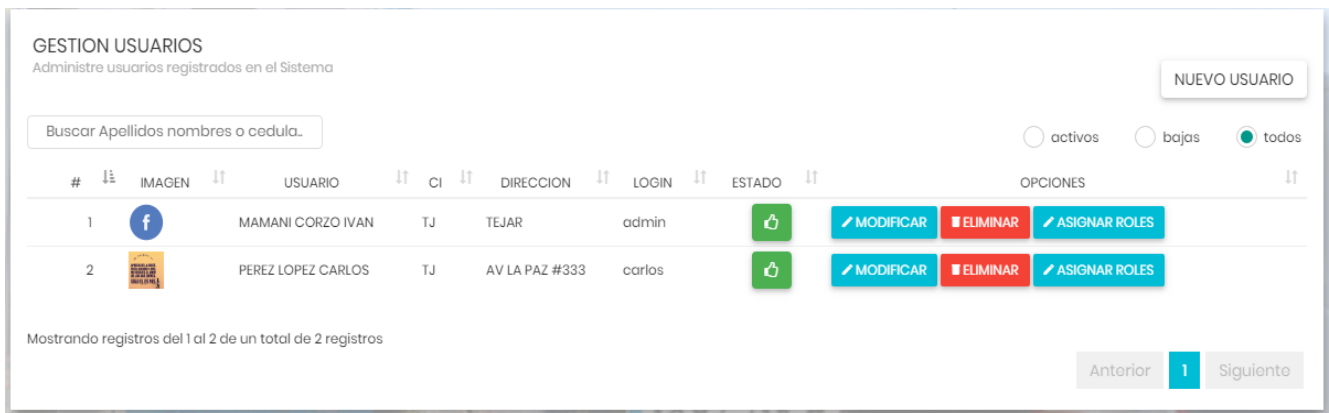 GESTION USUARIOS
Administre usuarios registrados en el Sistema
NUEVO USUARIO
Buscar Apellidos nombres o cedula..
activos bajas todos
# IMAGEN USUARIO CI DIRECCION LOGIN ESTADO OPCIONES
1 f MAMANI CORZO IVAN TJ TEJAR admin MODIFICAR ELIMINAR ASIGNAR ROLES
2 PEREZ LOPEZ CARLOS TJ AV LA PAZ #333 carlos MODIFICAR ELIMINAR ASIGNAR ROLES
Mostrando registros del 1 al 2 de un total de 2 registros
Anterior 1 Siguiente